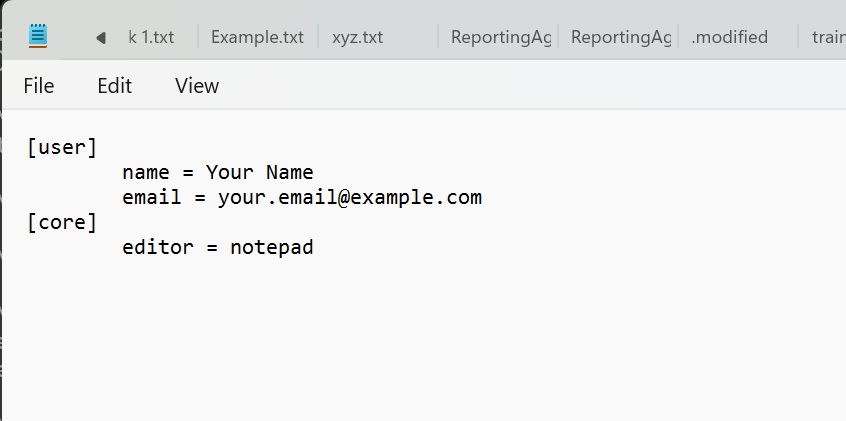 k 1.txt Example.txt xyz.txt ReportingAg ReportingAg .modified train
File Edit View
[user]
name = Your Name
email = your.email@example.com
[core]
editor = notepad